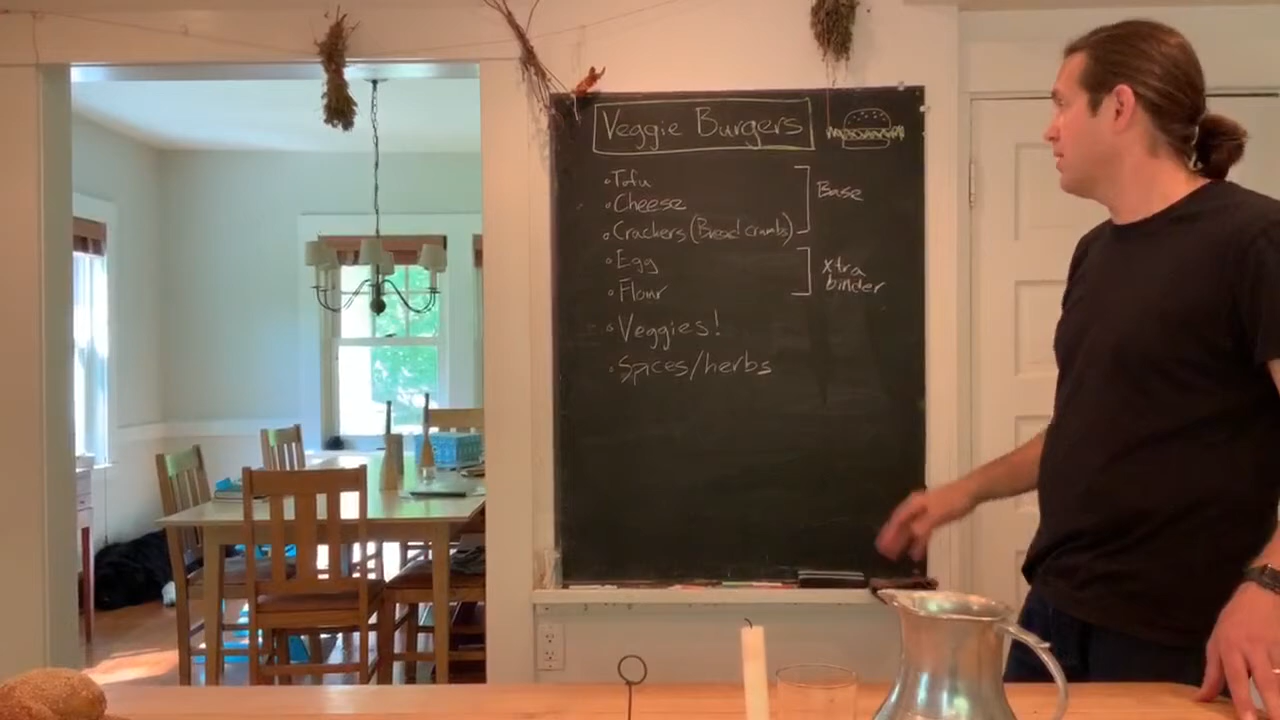 Veggie Burgers
• Tofu
• Cheese
• Crackers (Bread crumbs)
Base
• Egg
• Flour
xtra
binder
• Veggies!
• Spices/herbs